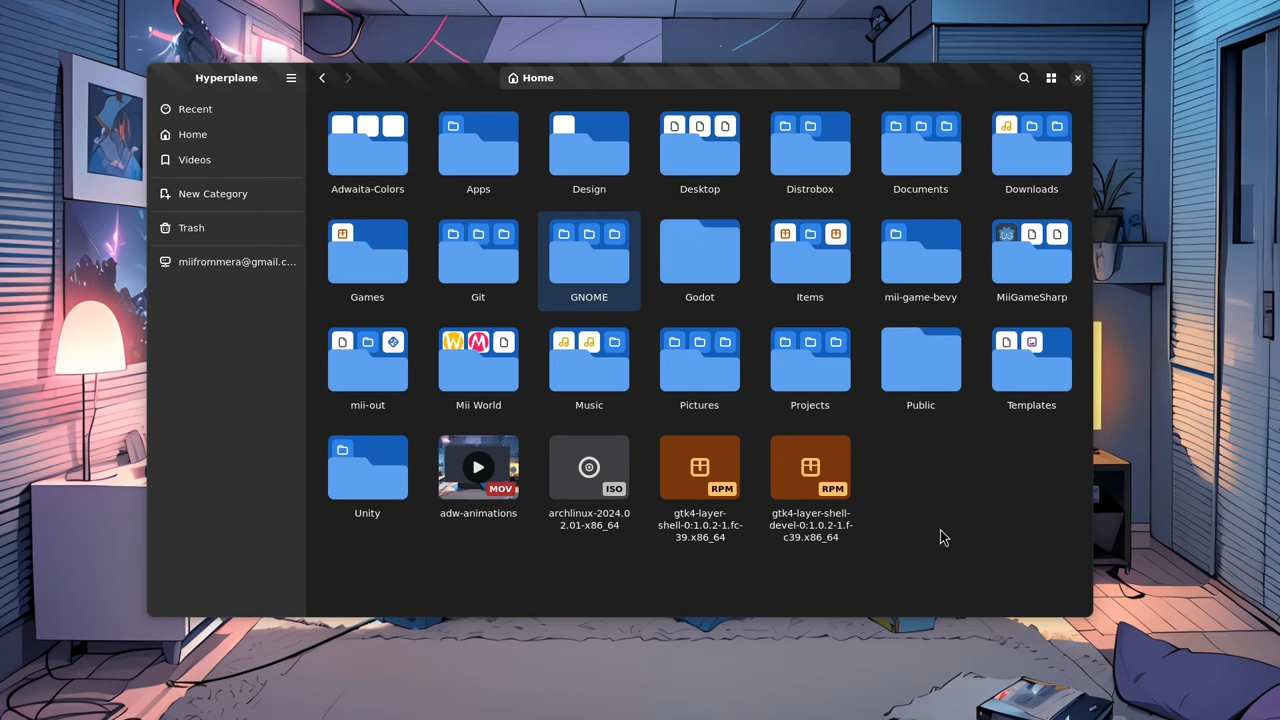 Hyperplane
Home
Recent
Home
Videos
New Category
Trash
miifrommera@gmail.c...
Adwaita-Colors
Apps
Design
Desktop
Distrobox
Documents
Downloads
Games
Git
GNOME
Godot
Items
mii-game-bevy
MiiGameSharp
W
M
mii-out
Mii World
Music
Pictures
Projects
Public
Templates
MOV
ISO
RPM
RPM
Unity
adw-animations
archlinux-2024.0
2.01-x86_64
gtk4-layer-
shell-0:1.0.2-1.fc-
39.x86_64
gtk4-layer-shell-
devel-0:1.0.2-1.f-
c39.x86_64